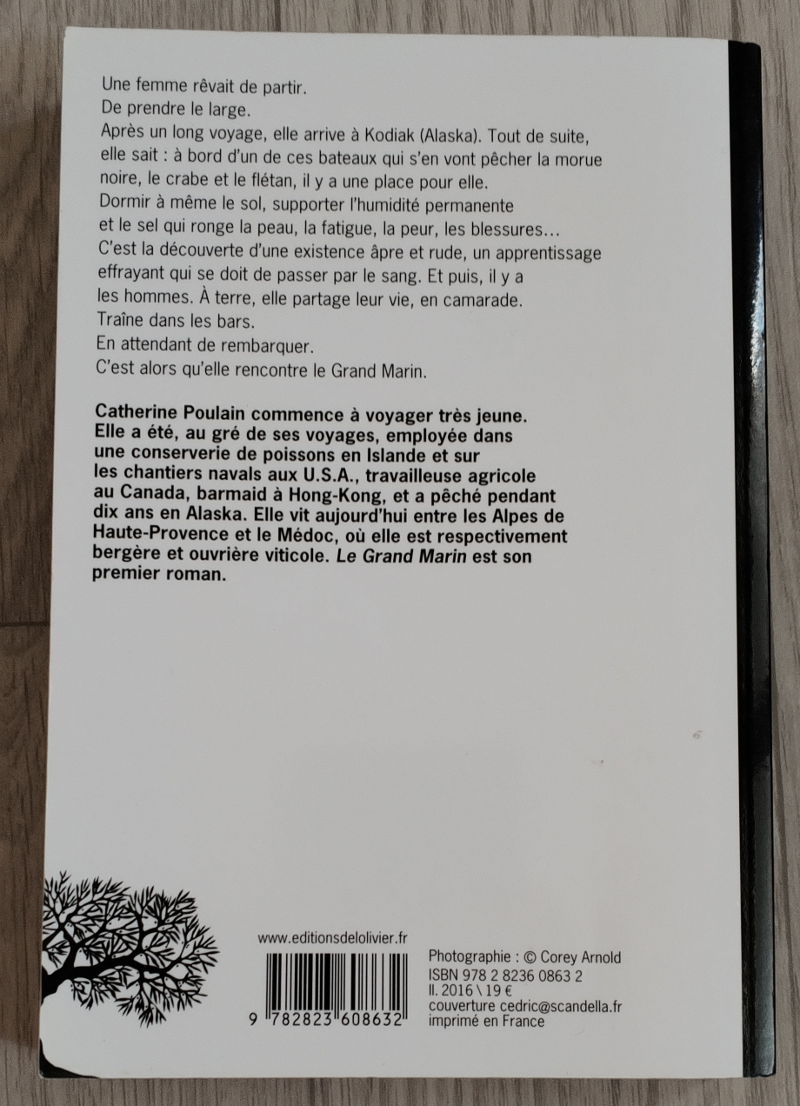 Une femme rêvait de partir.
De prendre le large.
Après un long voyage, elle arrive à Kodiak (Alaska). Tout de suite,
elle sait : à bord d'un de ces bateaux qui s'en vont pêcher la morue
noire, le crabe et le flétan, il y a une place pour elle.
Dormir à même le sol, supporter l'humidité permanente
et le sel qui ronge la peau, la fatigue, la peur, les blessures...
C'est la découverte d'une existence âpre et rude, un apprentissage
effrayant qui se doit de passer par le sang. Et puis, il y a
les hommes. À terre, elle partage leur vie, en camarade.
Traîne dans les bars.
En attendant de rembarquer.
C'est alors qu'elle rencontre le Grand Marin.
Catherine Poulain commence à voyager très jeune.
Elle a été, au gré de ses voyages, employée dans
une conserverie de poissons en Islande et sur
les chantiers navals aux U.S.A., travailleuse agricole
au Canada, barmaid à Hong-Kong, et a pêché pendant
dix ans en Alaska. Elle vit aujourd'hui entre les Alpes de
Haute-Provence et le Médoc, où elle est respectivement
bergère et ouvrière viticole. Le Grand Marin est son
premier roman.
www.editionsdelolivier.fr
9 782823 608632
Photographie : © Corey Arnold
ISBN 978 2 8236 0863 2
II. 2016 \ 19 €
couverture cedric@scandella.fr
imprimé en France